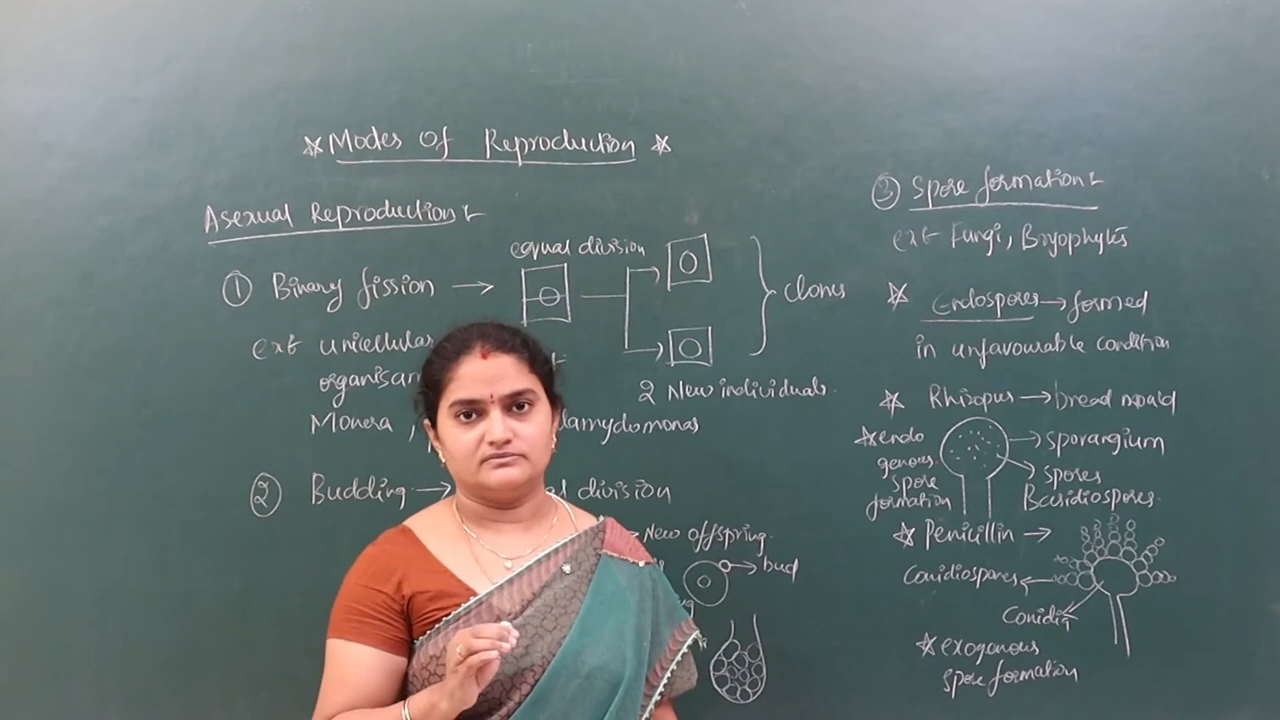 ☆ Modes of Reproduction ☆
Asexual Reproduction:-
① Binary fission →
equal division
clones
2 New individuals.
ex:- unicellular
organisam
Monera ,
lamydomonas
② Budding →
division
New offspring.
→ bud
③ Spore formation:-
ex:- Fungi, Bryophytes
☆ Endospores → formed
in unfavourable condition
☆ Rhizopus → bread mould
☆ endo
genous
spore
formation
→ sporangium
→ spores
Basidiospores.
☆ Penicillin →
Conidiospores
Conidia
☆ exogenous
spore formation